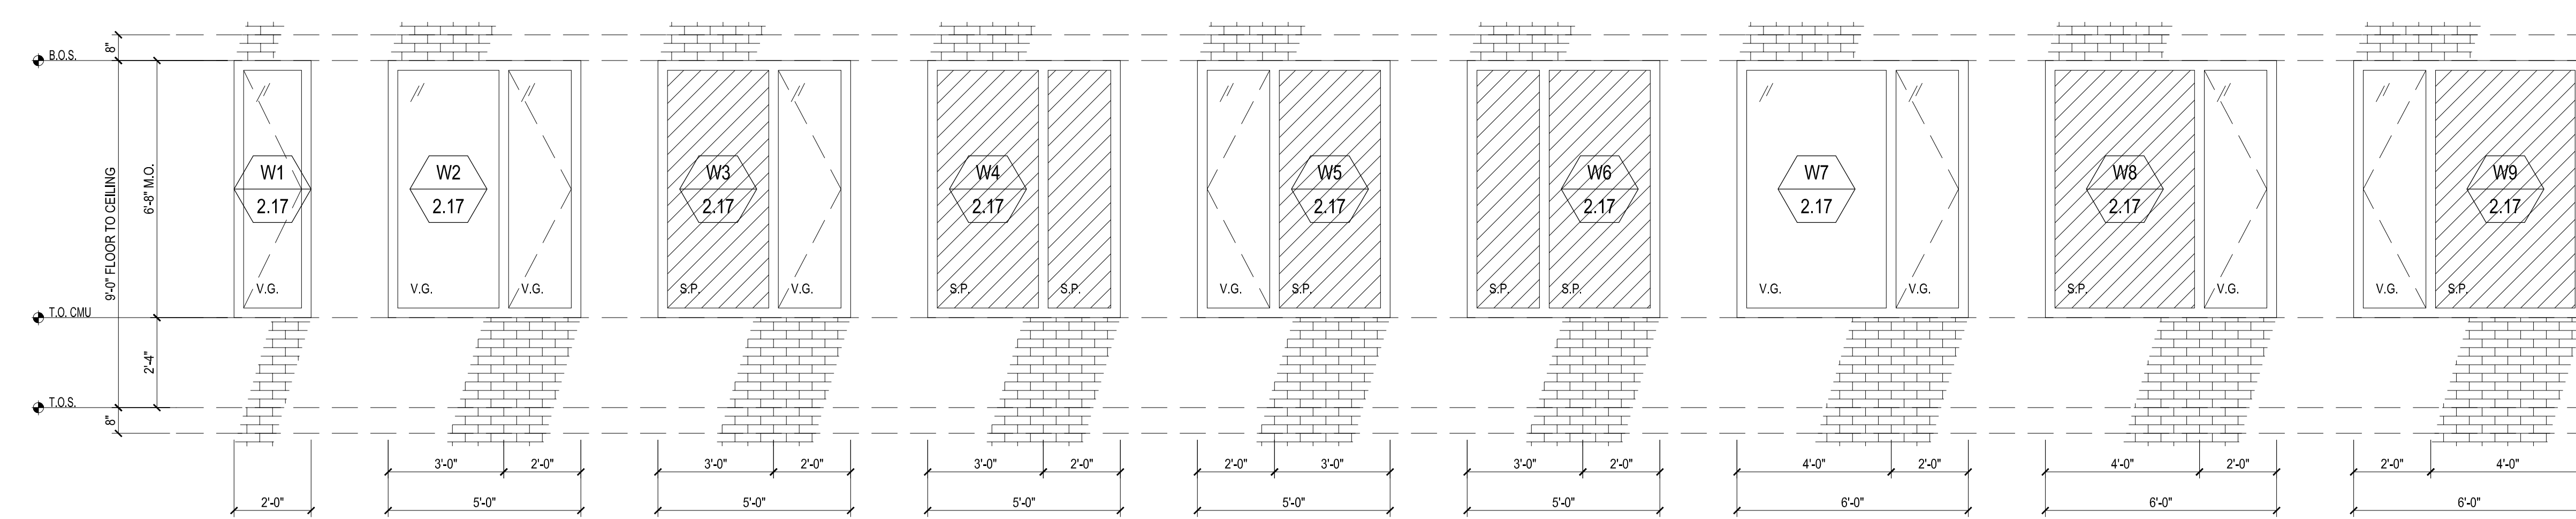 8"
B.O.S.
9'-0" FLOOR TO CEILING
6'-8" M.O.
T.O. CMU
2'-4"
T.O.S.
8"
W1
2.17
V.G.
2'-0"
W2
2.17
V.G.
V.G.
3'-0" 2'-0"
5'-0"
W3
2.17
S.P.
V.G.
3'-0" 2'-0"
5'-0"
W4
2.17
S.P.
S.P.
3'-0" 2'-0"
5'-0"
W5
2.17
V.G.
S.P.
2'-0" 3'-0"
5'-0"
W6
2.17
S.P.
S.P.
3'-0" 2'-0"
5'-0"
W7
2.17
V.G.
V.G.
4'-0" 2'-0"
6'-0"
W8
2.17
S.P.
V.G.
4'-0" 2'-0"
6'-0"
W9
2.17
V.G.
S.P.
2'-0" 4'-0"
6'-0"